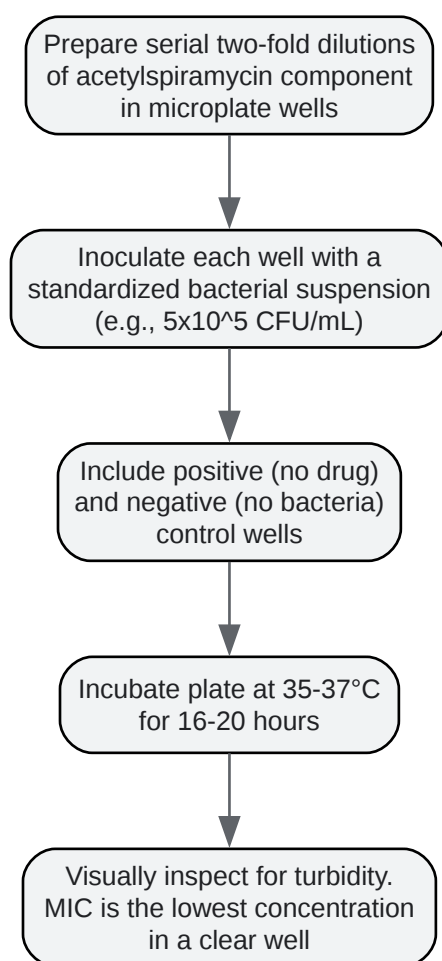 Prepare serial two-fold dilutions
of acetylspiramycin component
in microplate wells
Inoculate each well with a
standardized bacterial suspension
(e.g., 5x10^5 CFU/mL)
Include positive (no drug)
and negative (no bacteria)
control wells
Incubate plate at 35-37°C
for 16-20 hours
Visually inspect for turbidity.
MIC is the lowest concentration
in a clear well